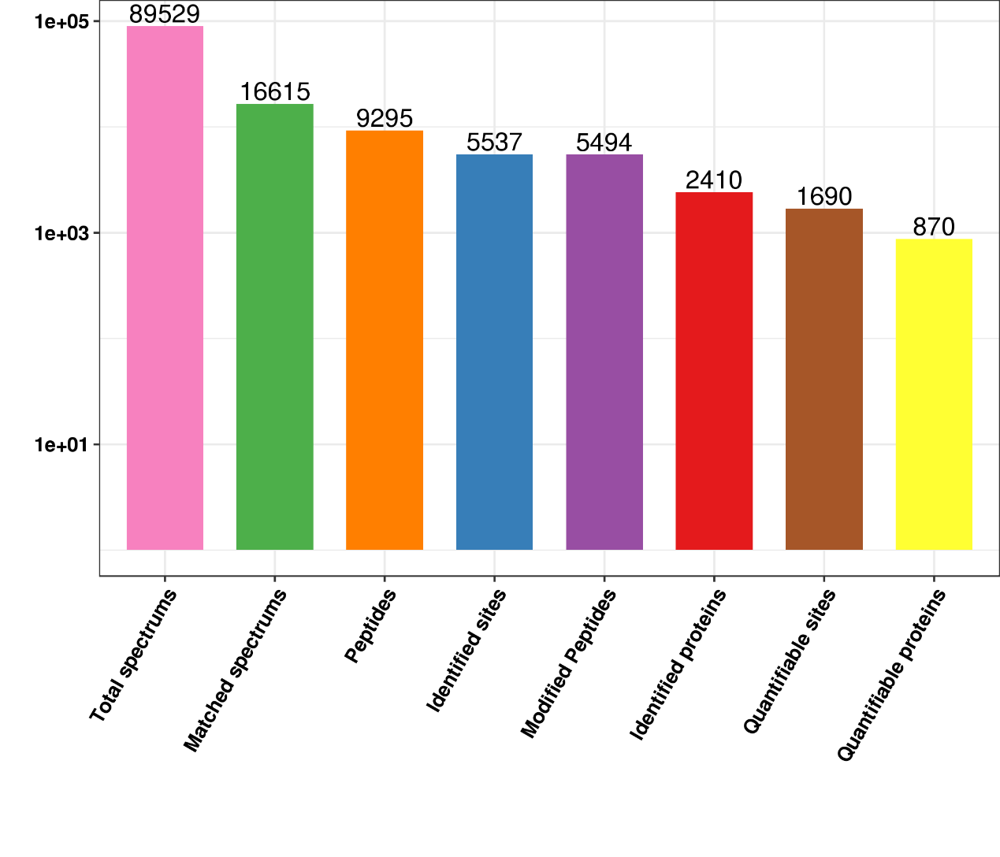 89529
1e+05
16615
9295
5537
5494
2410
1690
870
1e+03
1e+01
Total spectrums
Matched spectrums
Peptides
Identified sites
Modified Peptides
Identified proteins
Quantifiable sites
Quantifiable proteins